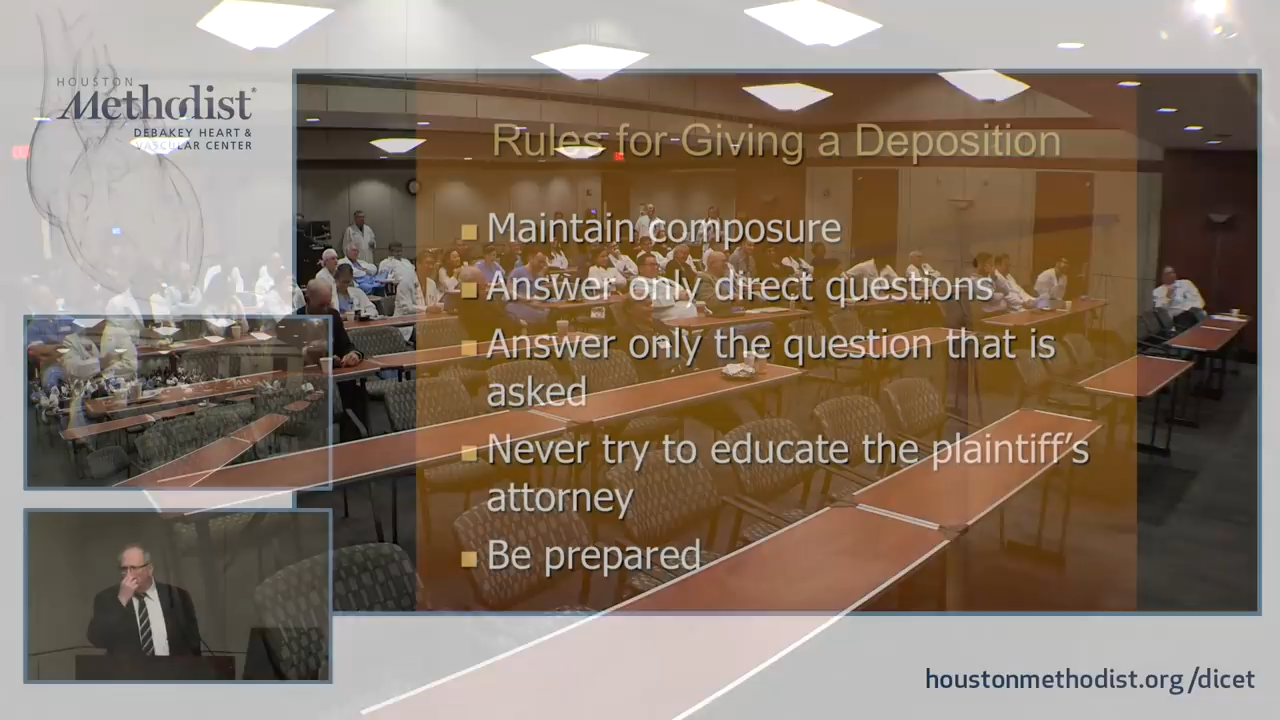 HOUSTON
Methodist®
DEBAKEY HEART &
VASCULAR CENTER
Rules for Giving a Deposition
Maintain composure
Answer only direct questions
Answer only the question that is
asked
Never try to educate the plaintiff's
attorney
Be prepared
houstonmethodist.org/dicet